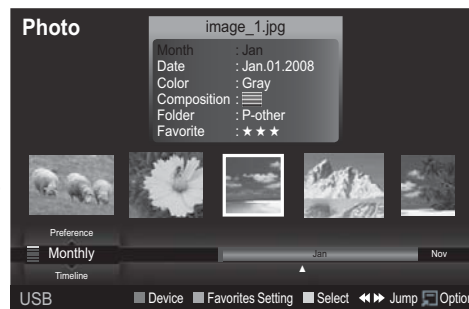 Photo
image_1.jpg
Month : Jan
Date : Jan.01.2008
Color : Gray
Composition :
Folder : P-other
Favorite : ★★★
Preference
Monthly
Jan
Nov
Timeline
USB
Device
Favorites Setting
Select
Jump
Option